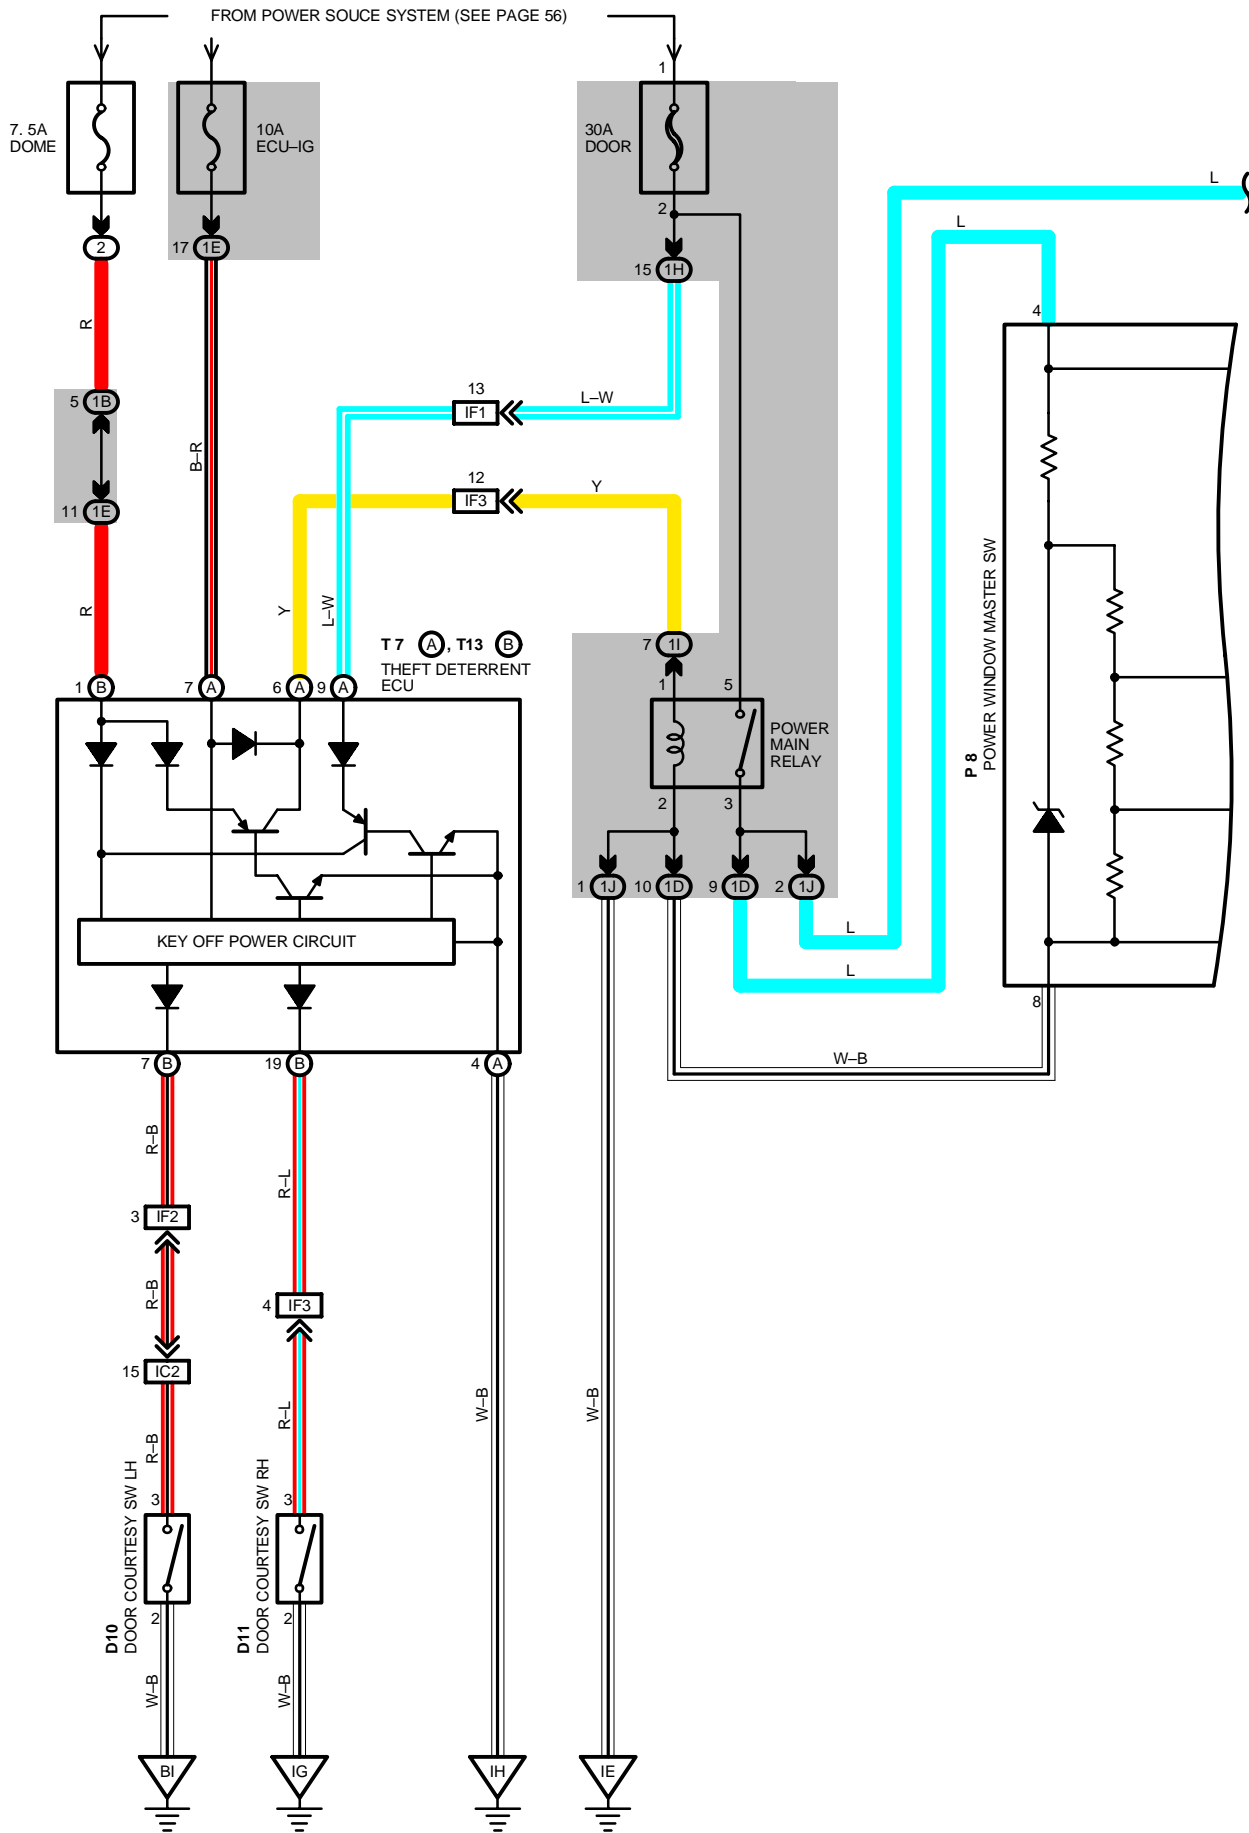 FROM POWER SOUCE SYSTEM (SEE PAGE 56)
1
7. 5A
DOME
10A
ECU–IG
30A
DOOR
L
2
L
2
17 1E
15 1H
4
R
5 1B
13
IF1
L–W
B–R
12
IF3
Y
11 1E
P 8
POWER WINDOW MASTER SW
R
Y
L–W
T 7 A , T13 B
THEFT DETERRENT
ECU
7 1I
1 B
7 A
6 A
9 A
1
5
POWER
MAIN
RELAY
2
3
1 1J
10 1D
9 1D
2 1J
KEY OFF POWER CIRCUIT
L
L
8
7 B
19 B
4 A
W–B
R–B
R–L
3 IF2
R–B
4 IF3
15 IC2
R–B
R–L
W–B
W–B
D10
DOOR COURTESY SW LH
3
2
D11
DOOR COURTESY SW RH
3
2
W–B
W–B
BI
IG
IH
IE